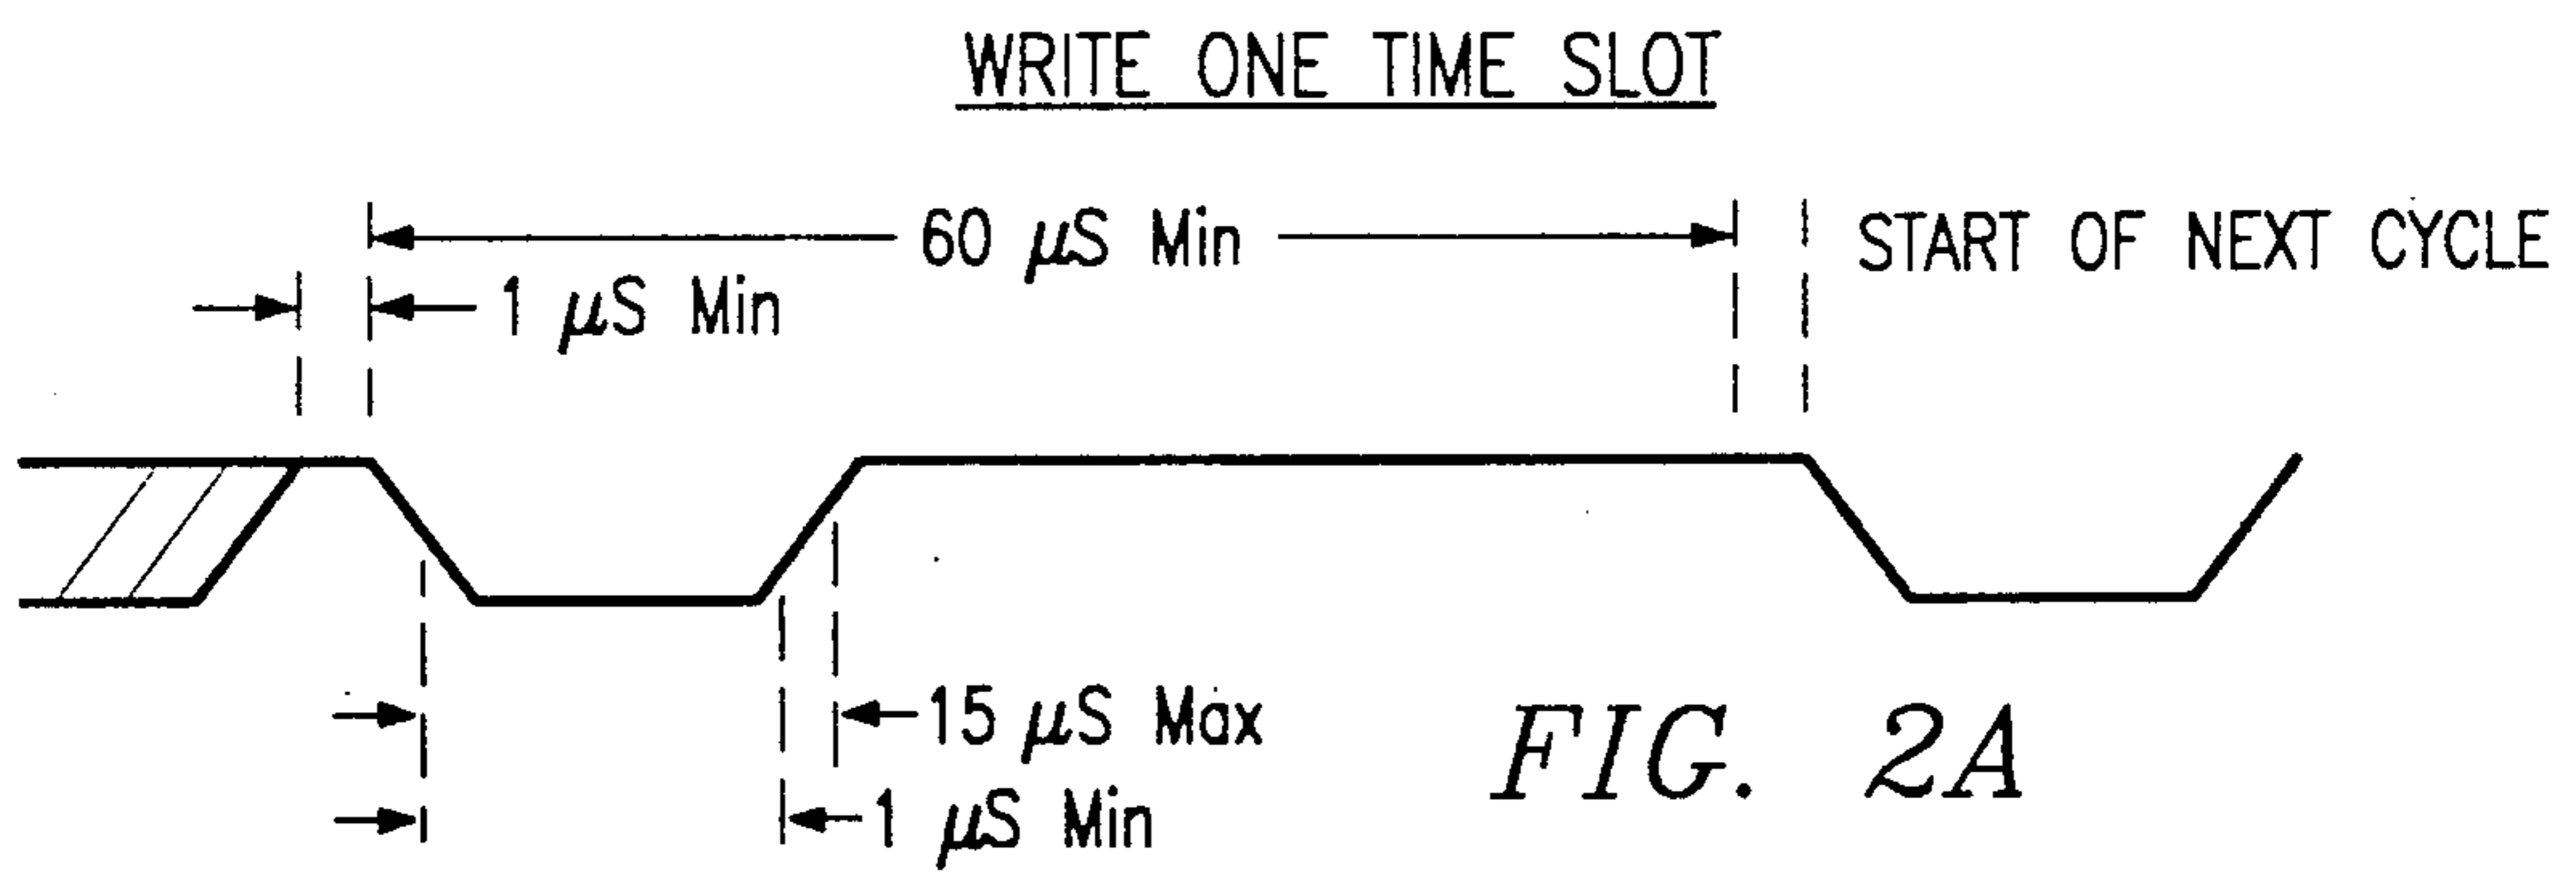 WRITE ONE TIME SLOT
60 µS Min
START OF NEXT CYCLE
1 µS Min
15 µS Max
1 µS Min
FIG. 2A